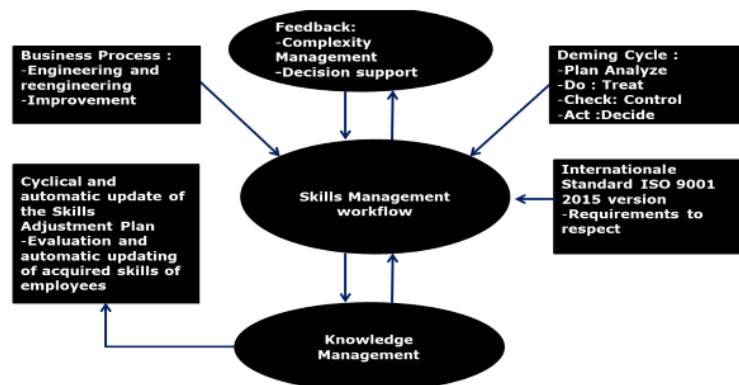 Feedback:
-Complexity
Management
-Decision support
Business Process :
-Engineering and
reengineering
-Improvement
Deming Cycle :
-Plan Analyze
-Do : Treat
-Check: Control
-Act :Decide
Skills Management
workflow
Cyclical and
automatic update of
the Skills
Adjustment Plan
-Evaluation and
automatic updating
of acquired skills of
employees
Internationale
Standard ISO 9001
2015 version
-Requirements to
respect
Knowledge
Management